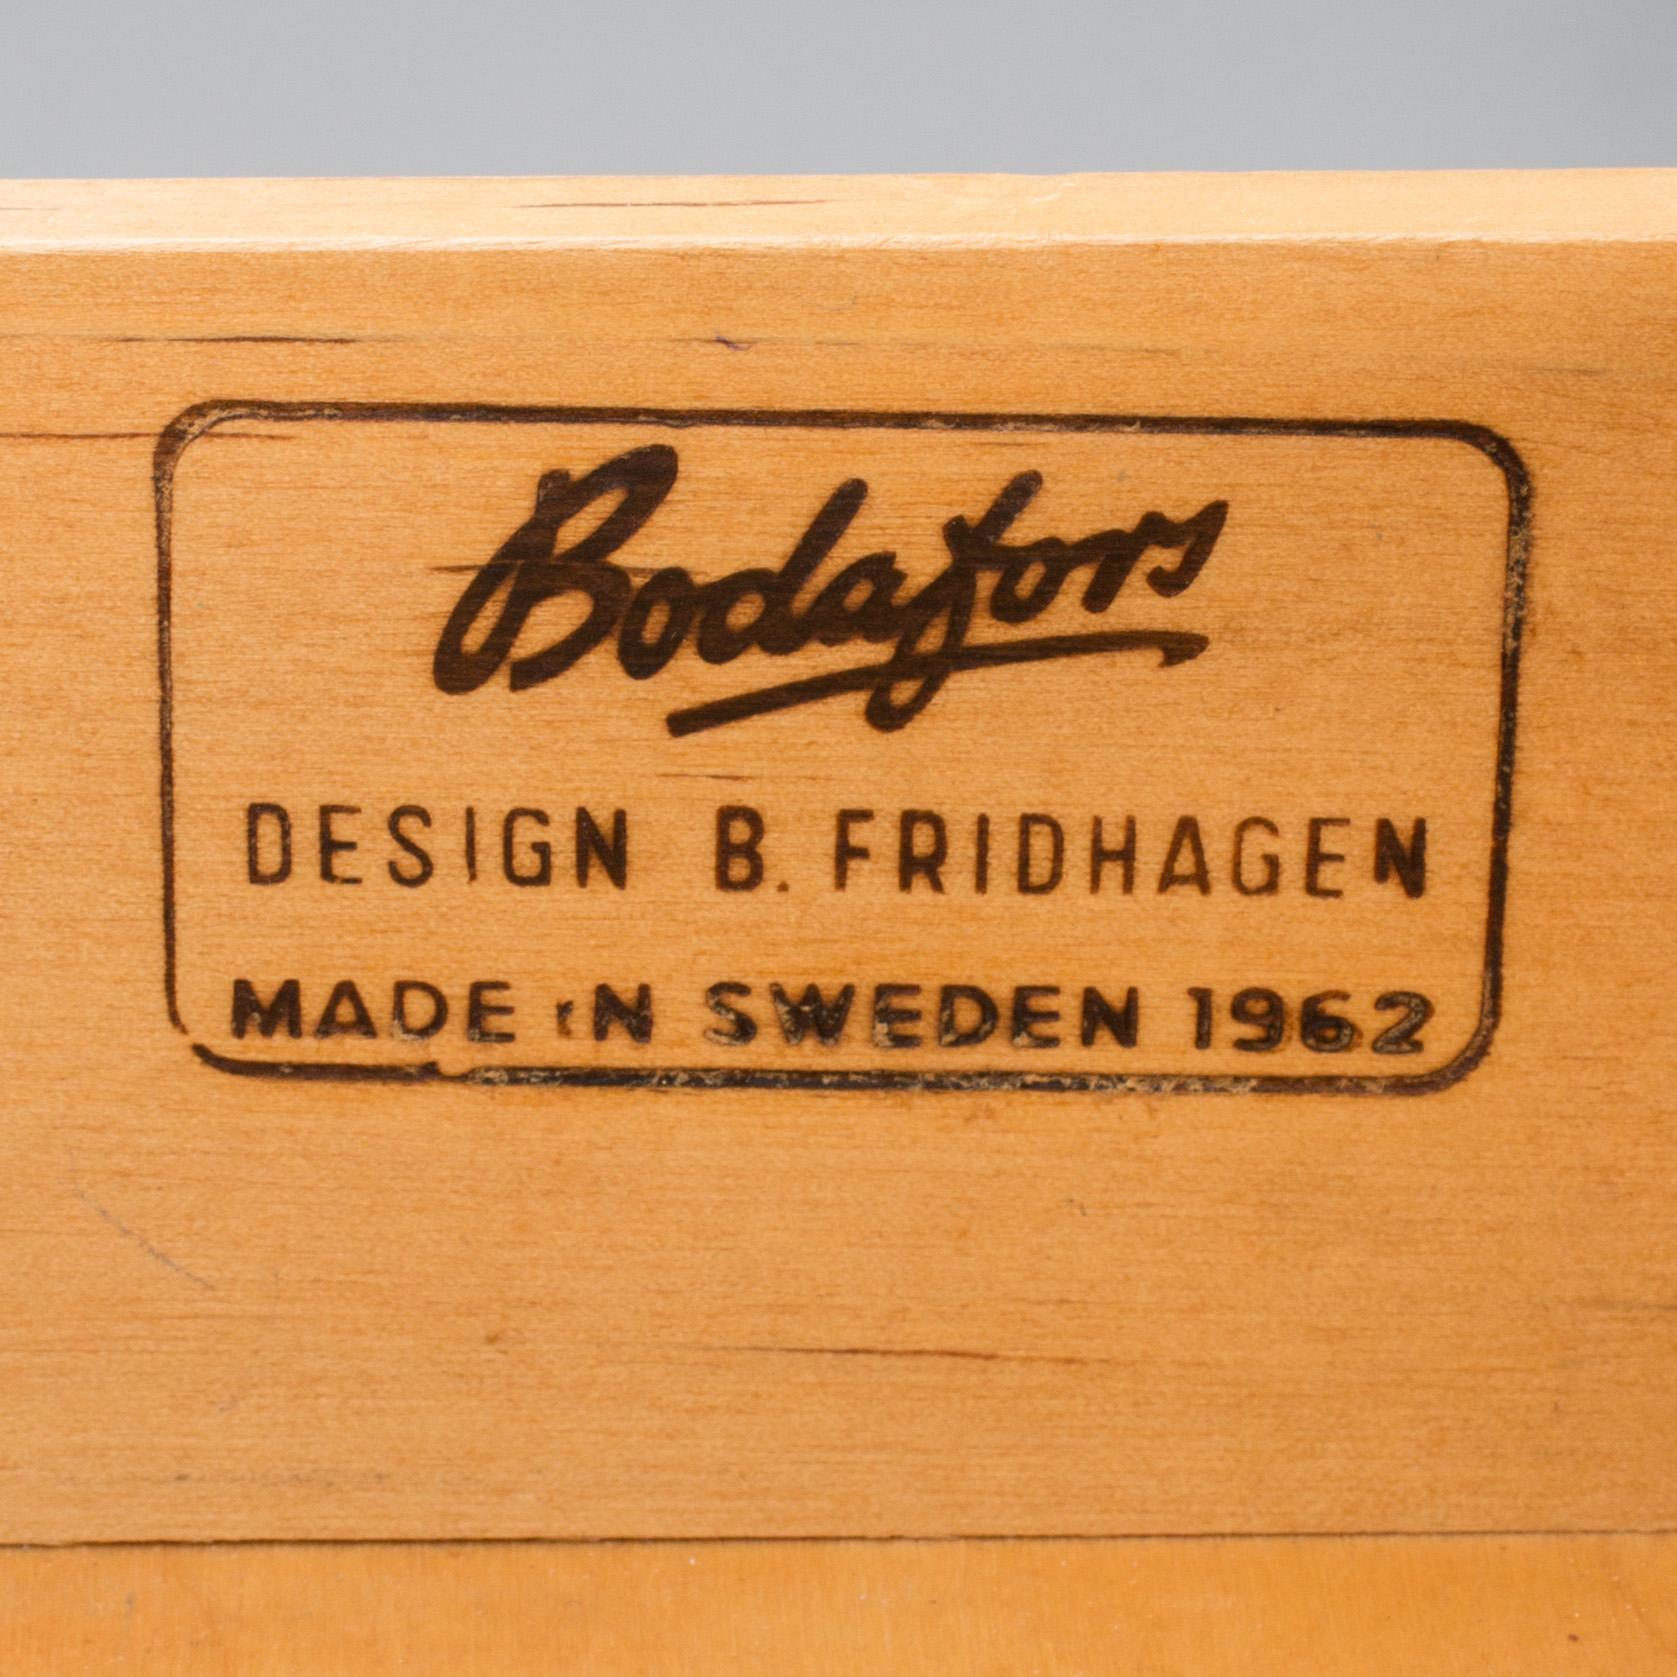 Bodafors
DESIGN B. FRIDHAGEN
MADE IN SWEDEN 1962